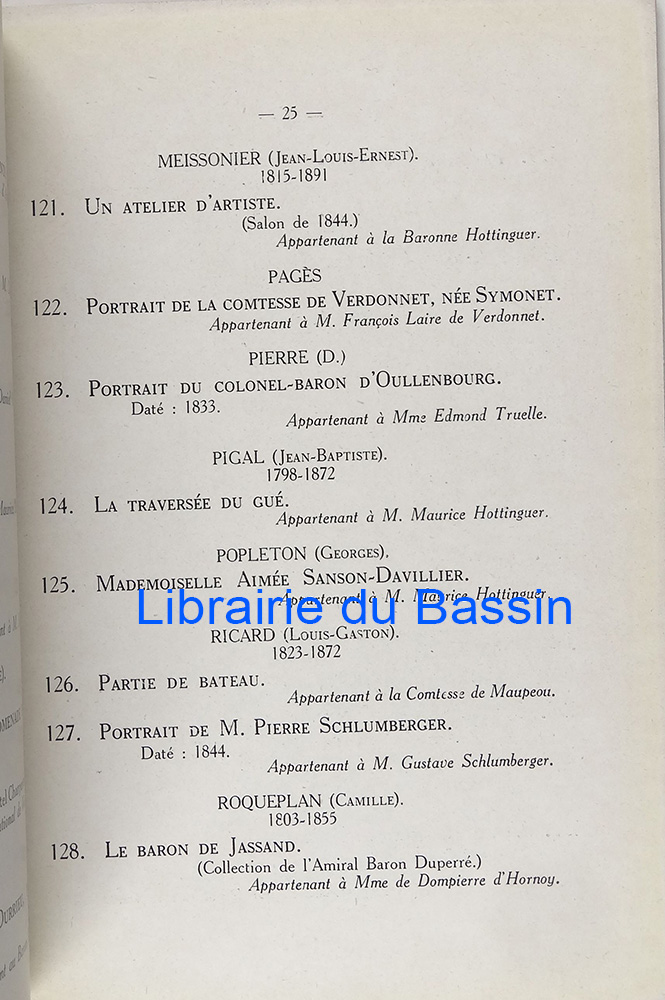 — 25 —
MEISSONIER (Jean-Louis-Ernest).
1815-1891
121. Un atelier d'artiste.
(Salon de 1844.)
Appartenant à la Baronne Hottinguer.
PAGÈS
122. Portrait de la comtesse de Verdonnet, née Symonet.
Appartenant à M. François Laire de Verdonnet.
PIERRE (D.)
123. Portrait du colonel-baron d'Oullenbourg.
Daté : 1833.
Appartenant à Mme Edmond Truelle.
PIGAL (Jean-Baptiste).
1798-1872
124. La traversée du gué.
Appartenant à M. Maurice Hottinguer.
POPLETON (Georges).
125. Mademoiselle Aimée Sanson-Davillier.
Appartenant à M. Maurice Hottinguer.
Librairie du Bassin
RICARD (Louis-Gaston).
1823-1872
126. Partie de bateau.
Appartenant à la Comtesse de Maupeou.
127. Portrait de M. Pierre Schlumberger.
Daté : 1844.
Appartenant à M. Gustave Schlumberger.
ROQUEPLAN (Camille).
1803-1855
128. Le baron de Jassand.
(Collection de l'Amiral Baron Duperré.)
Appartenant à Mme de Dompierre d'Hornoy.